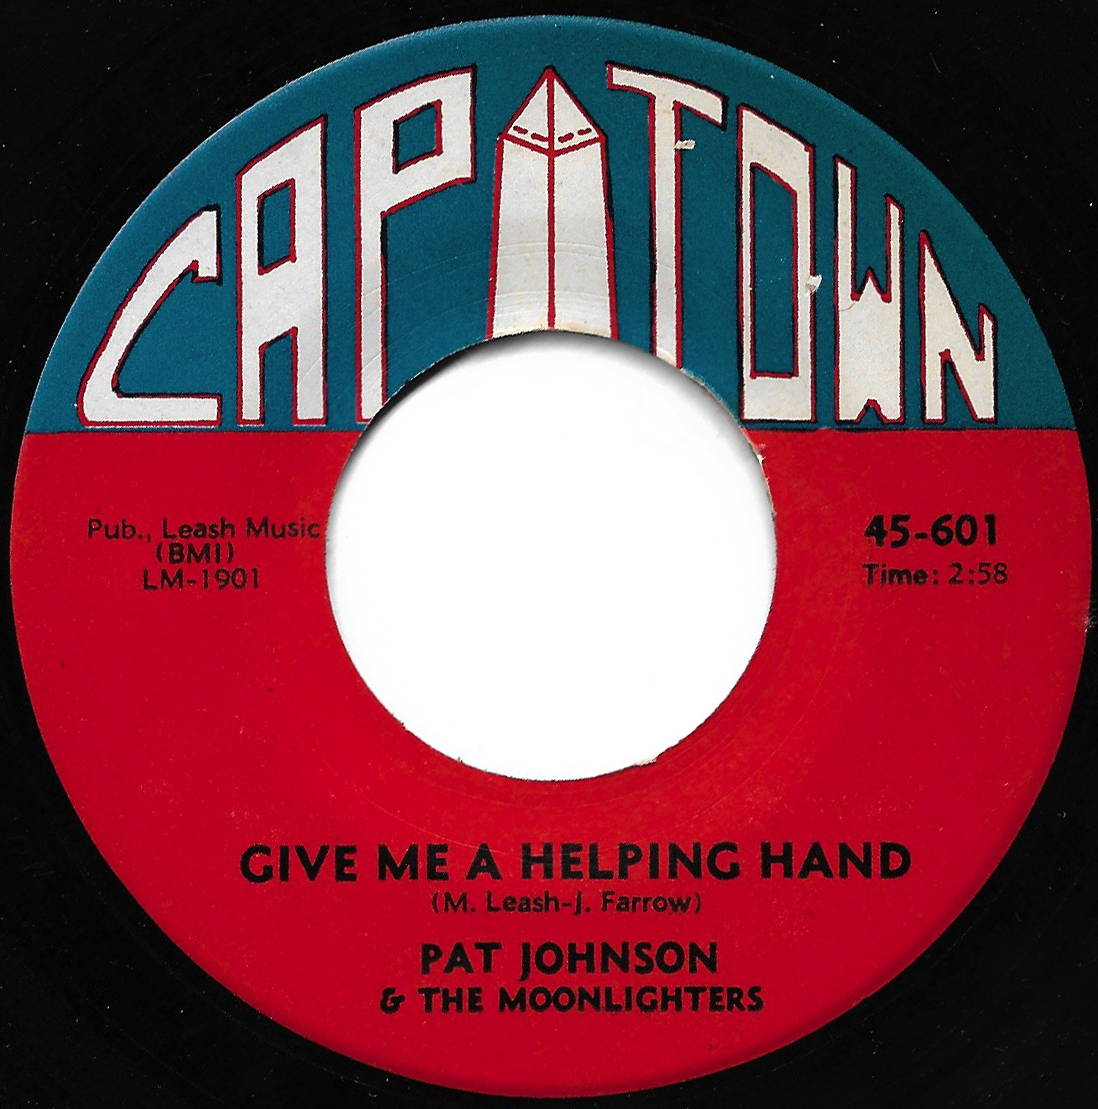 CAPITOWN
Pub., Leash Music
(BMI)
LM-1901
45-601
Time: 2:58
GIVE ME A HELPING HAND
(M. Leash-J. Farrow)
PAT JOHNSON
& THE MOONLIGHTERS